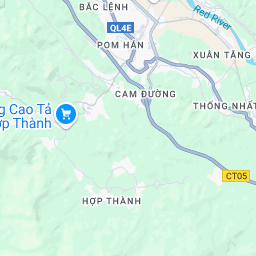 BẮC LỆNH
Red River
QL4E
POM HÁN
XUÂN TĂNG
CAM ĐƯỜNG
THỐNG NHẤT
g Cao Tả
ợp Thành
CT05
HỢP THÀNH